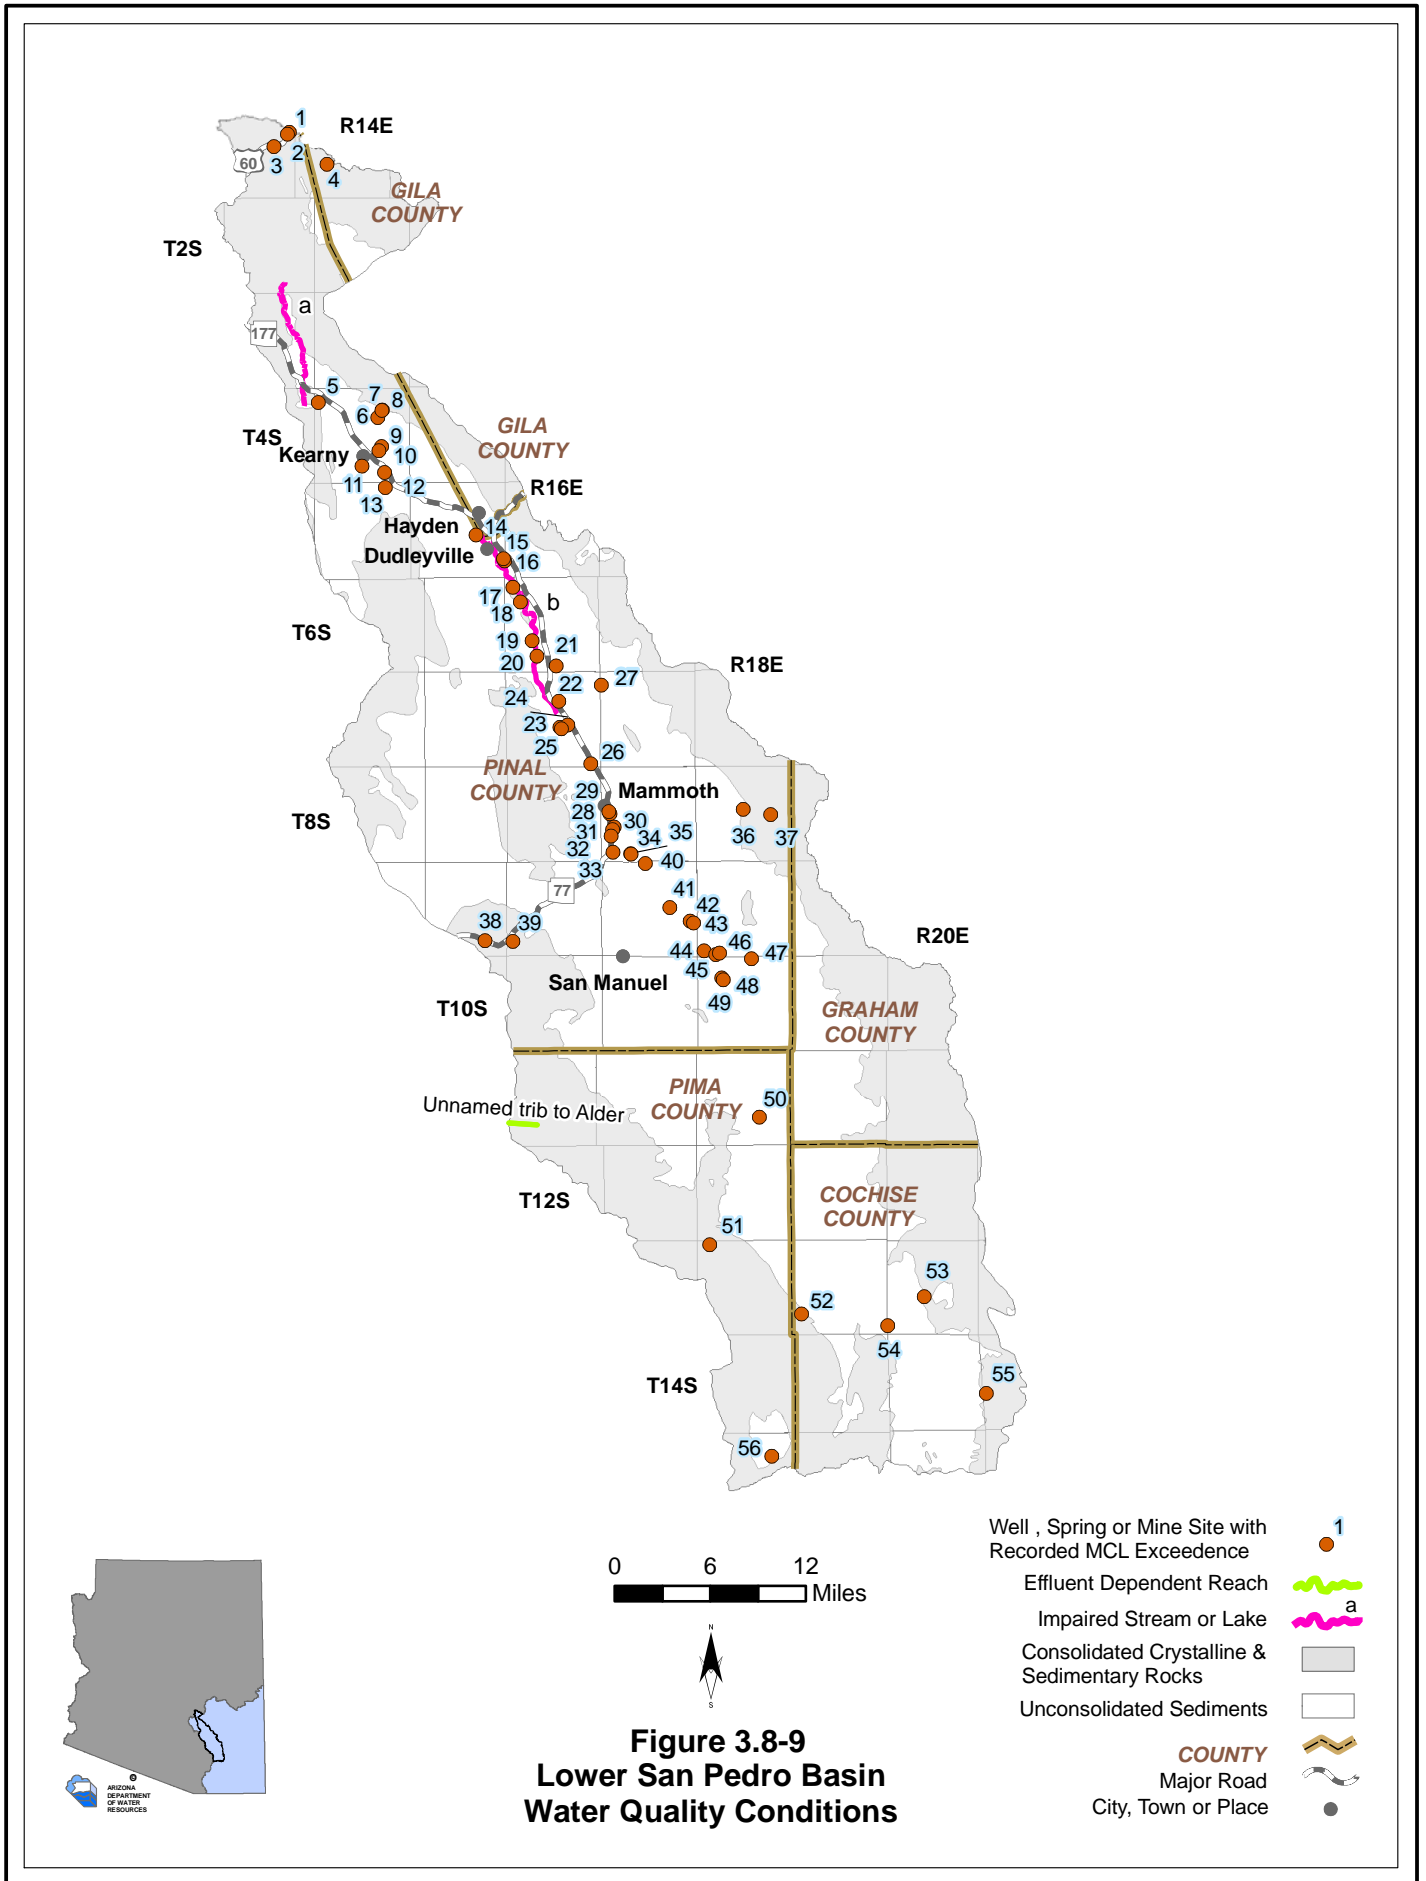 1
R14E
2
3
60
4
GILA
COUNTY
T2S
a
177
5
7
8
6
T4S
9
GILA
COUNTY
Kearny
10
11
12
R16E
13
Hayden
14
15
Dudleyville
16
17
b
18
T6S
19
21
20
R18E
27
22
24
23
25
26
PINAL
COUNTY
29
Mammoth
28
30
T8S
31
34
35
36
37
32
33
40
77
41
42
38
39
43
R20E
44
46
47
45
San Manuel
48
49
T10S
GRAHAM
COUNTY
PIMA
COUNTY
50
Unnamed trib to Alder
T12S
COCHISE
COUNTY
51
53
52
54
T14S
55
56
Well , Spring or Mine Site with
Recorded MCL Exceedence
1
Effluent Dependent Reach
Impaired Stream or Lake
a
Consolidated Crystalline &
Sedimentary Rocks
Unconsolidated Sediments
COUNTY
Major Road
City, Town or Place
0 6 12
Miles
N
S
Figure 3.8-9
Lower San Pedro Basin
Water Quality Conditions
©
ARIZONA
DEPARTMENT
OF WATER
RESOURCES